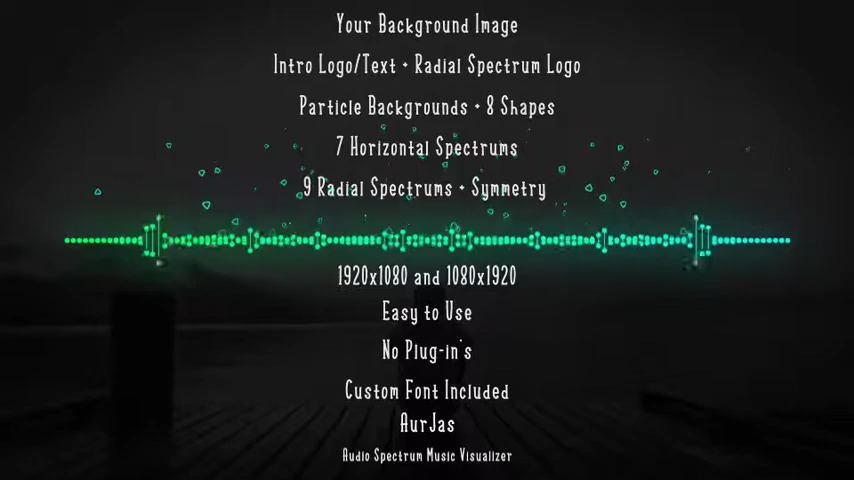 Your Background Image
Intro Logo/Text + Radial Spectrum Logo
Particle Backgrounds + 8 Shapes
7 Horizontal Spectrums
9 Radial Spectrums + Symmetry
1920x1080 and 1080x1920
Easy to Use
No Plug-in's
Custom Font Included
AurJas
Audio Spectrum Music Visualizer